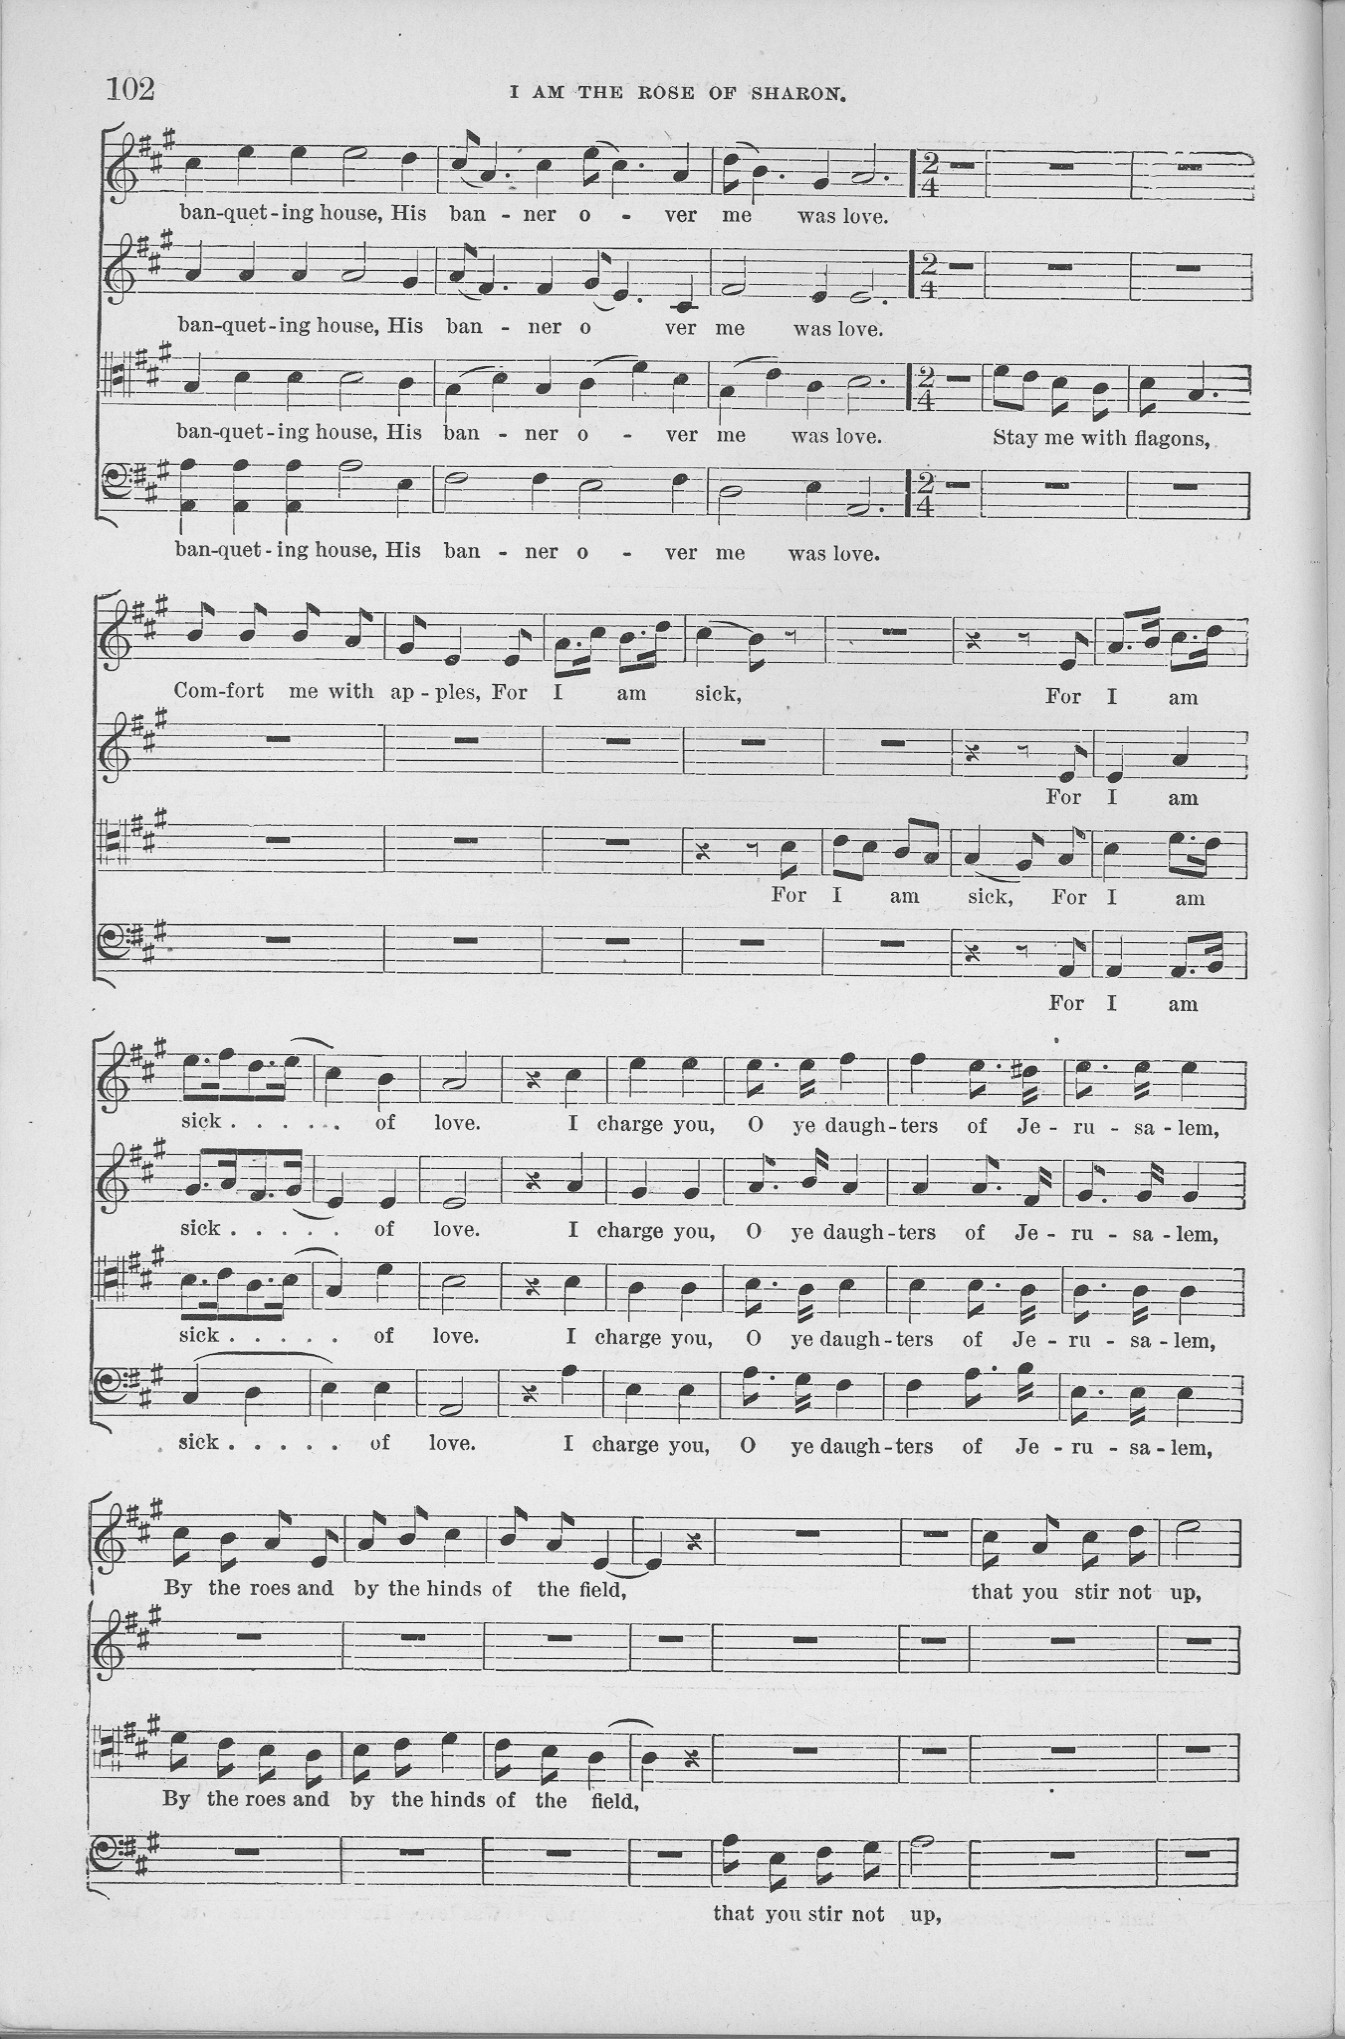 102
I AM THE ROSE OF SHARON.
ban-quet-ing house, His ban - ner o - ver me was love.
ban-quet-ing house, His ban - ner o ver me was love.
ban-quet-ing house, His ban - ner o - ver me was love. Stay me with flagons,
ban-quet-ing house, His ban - ner o - ver me was love.
Com-fort me with ap - ples, For I am sick, For I am
For I am
For I am sick, For I am
For I am
sick . . . . . of love. I charge you, O ye daugh-ters of Je - ru - sa - lem,
sick . . . . . of love. I charge you, O ye daugh-ters of Je - ru - sa - lem,
sick . . . . . of love. I charge you, O ye daugh-ters of Je - ru - sa - lem,
sick . . . . . of love. I charge you, O ye daugh-ters of Je - ru - sa - lem,
By the roes and by the hinds of the field, that you stir not up,
By the roes and by the hinds of the field,
that you stir not up,